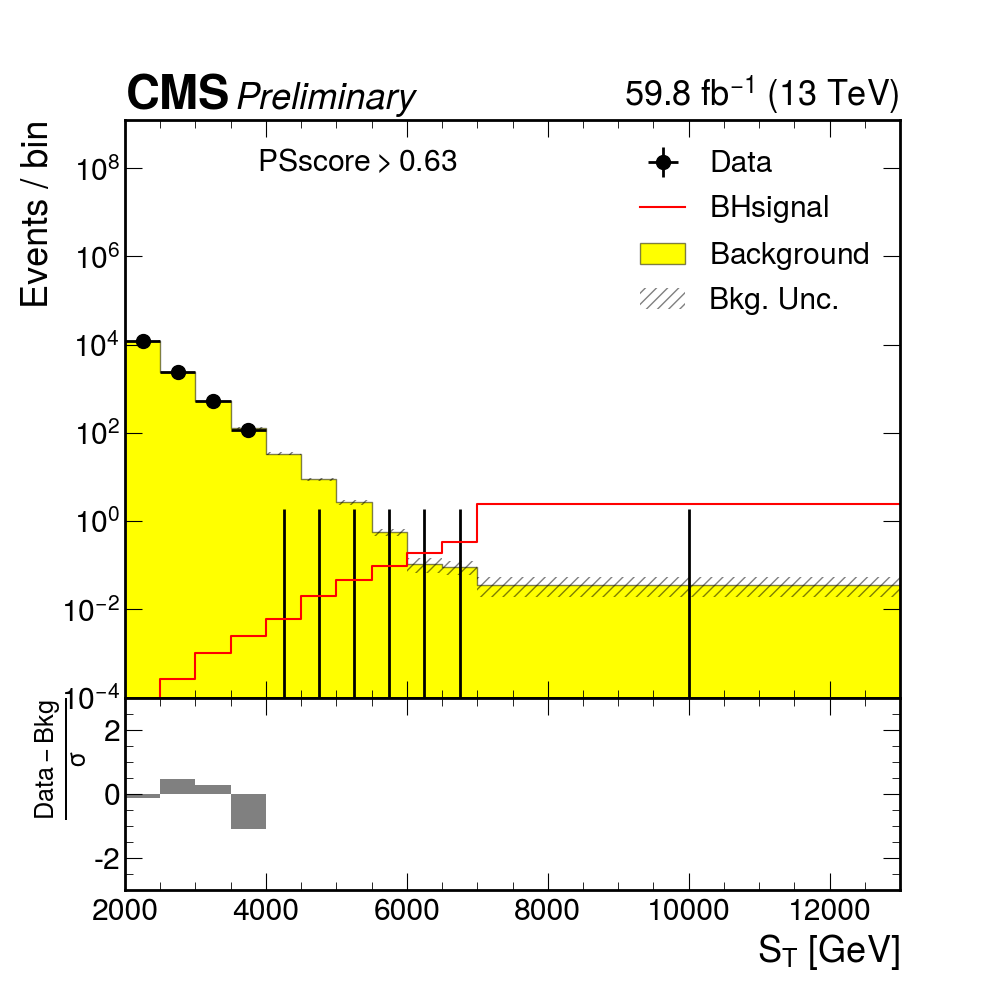 CMS Preliminary 59.8 fb⁻¹ (13 TeV)
Events / bin
PSscore > 0.63
Data
BHsignal
Background
Bkg. Unc.
10⁸
10⁶
10⁴
10²
10⁰
10⁻²
10⁻⁴
Data – Bkg
σ
2
0
-2
2000 4000 6000 8000 10000 12000
S_T [GeV]